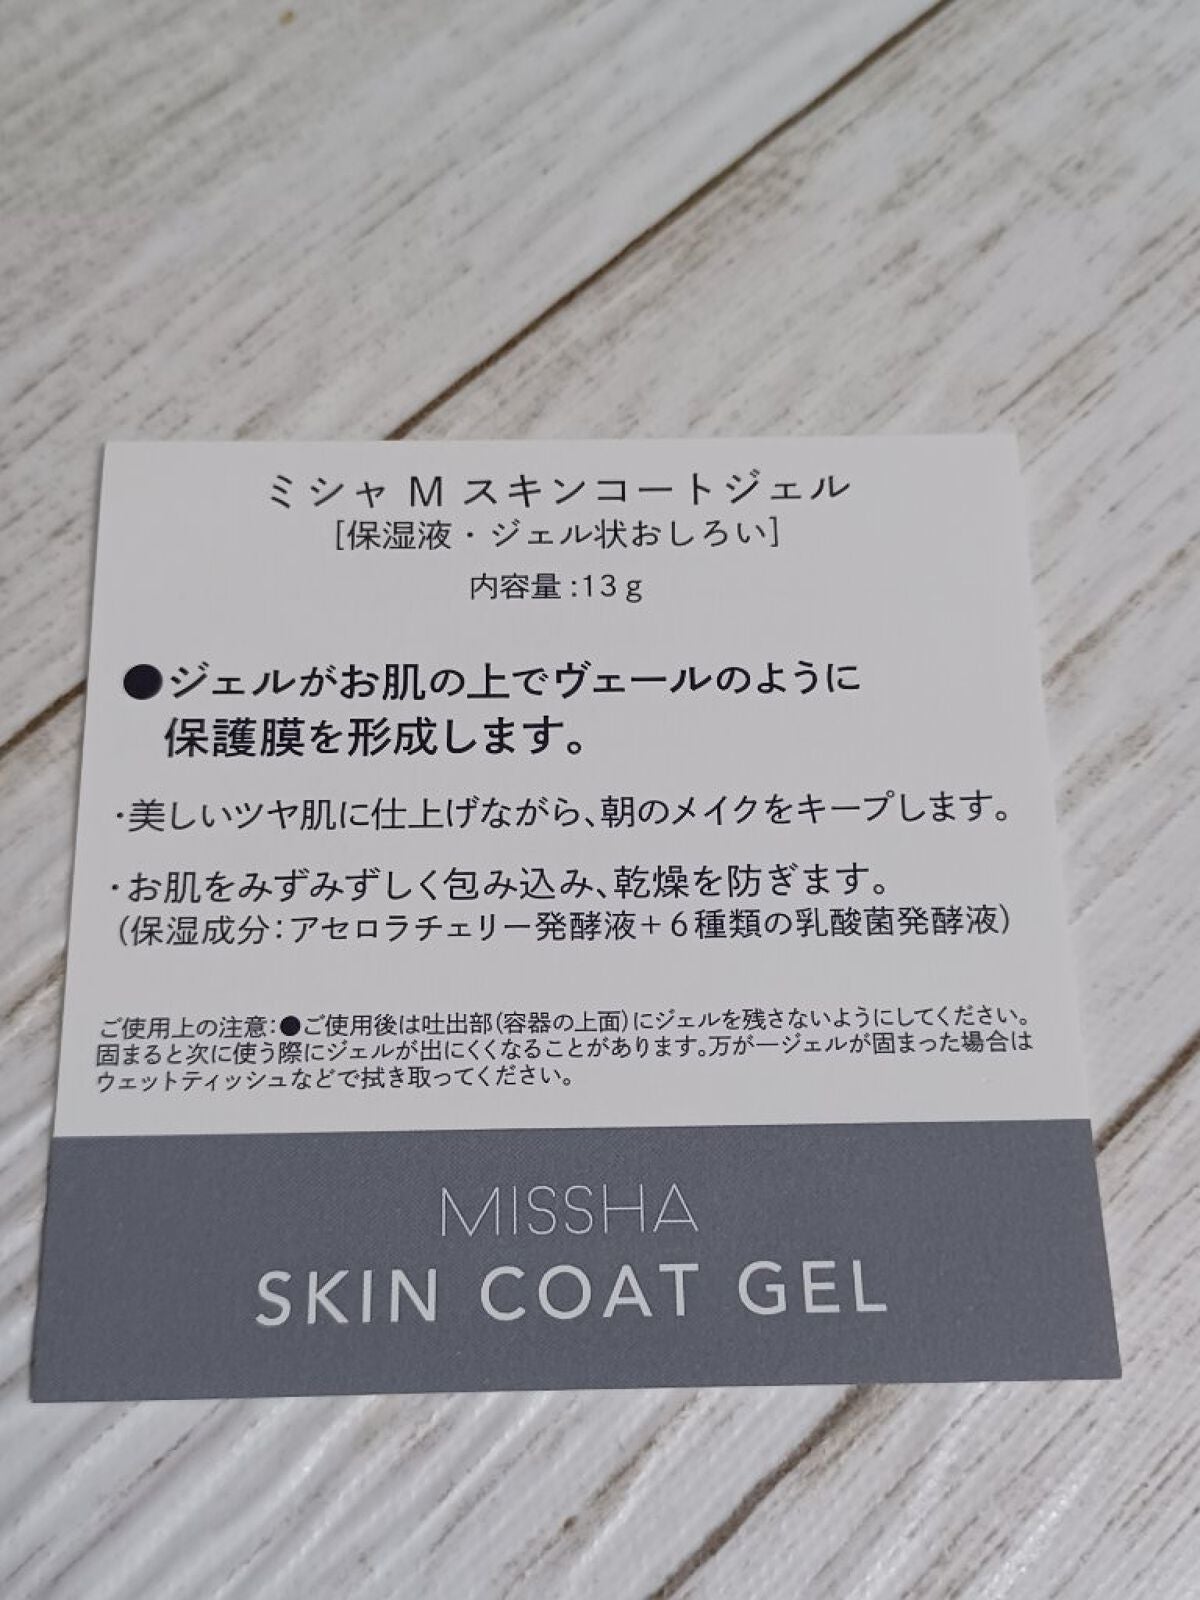 ミシャ M スキンコートジェル
[保湿液・ジェル状おしろい]
内容量:13g
●ジェルがお肌の上でヴェールのように
保護膜を形成します。
・美しいツヤ肌に仕上げながら、朝のメイクをキープします。
・お肌をみずみずしく包み込み、乾燥を防ぎます。
(保湿成分：アセロラチェリー発酵液+6種類の乳酸菌発酵液)
ご使用上の注意：●ご使用後は吐出部(容器の上面)にジェルを残さないようにしてください。
固まると次に使う際にジェルが出にくくなることがあります。万が一ジェルが固まった場合は
ウェットティッシュなどで拭き取ってください。
MISSHA
SKIN COAT GEL